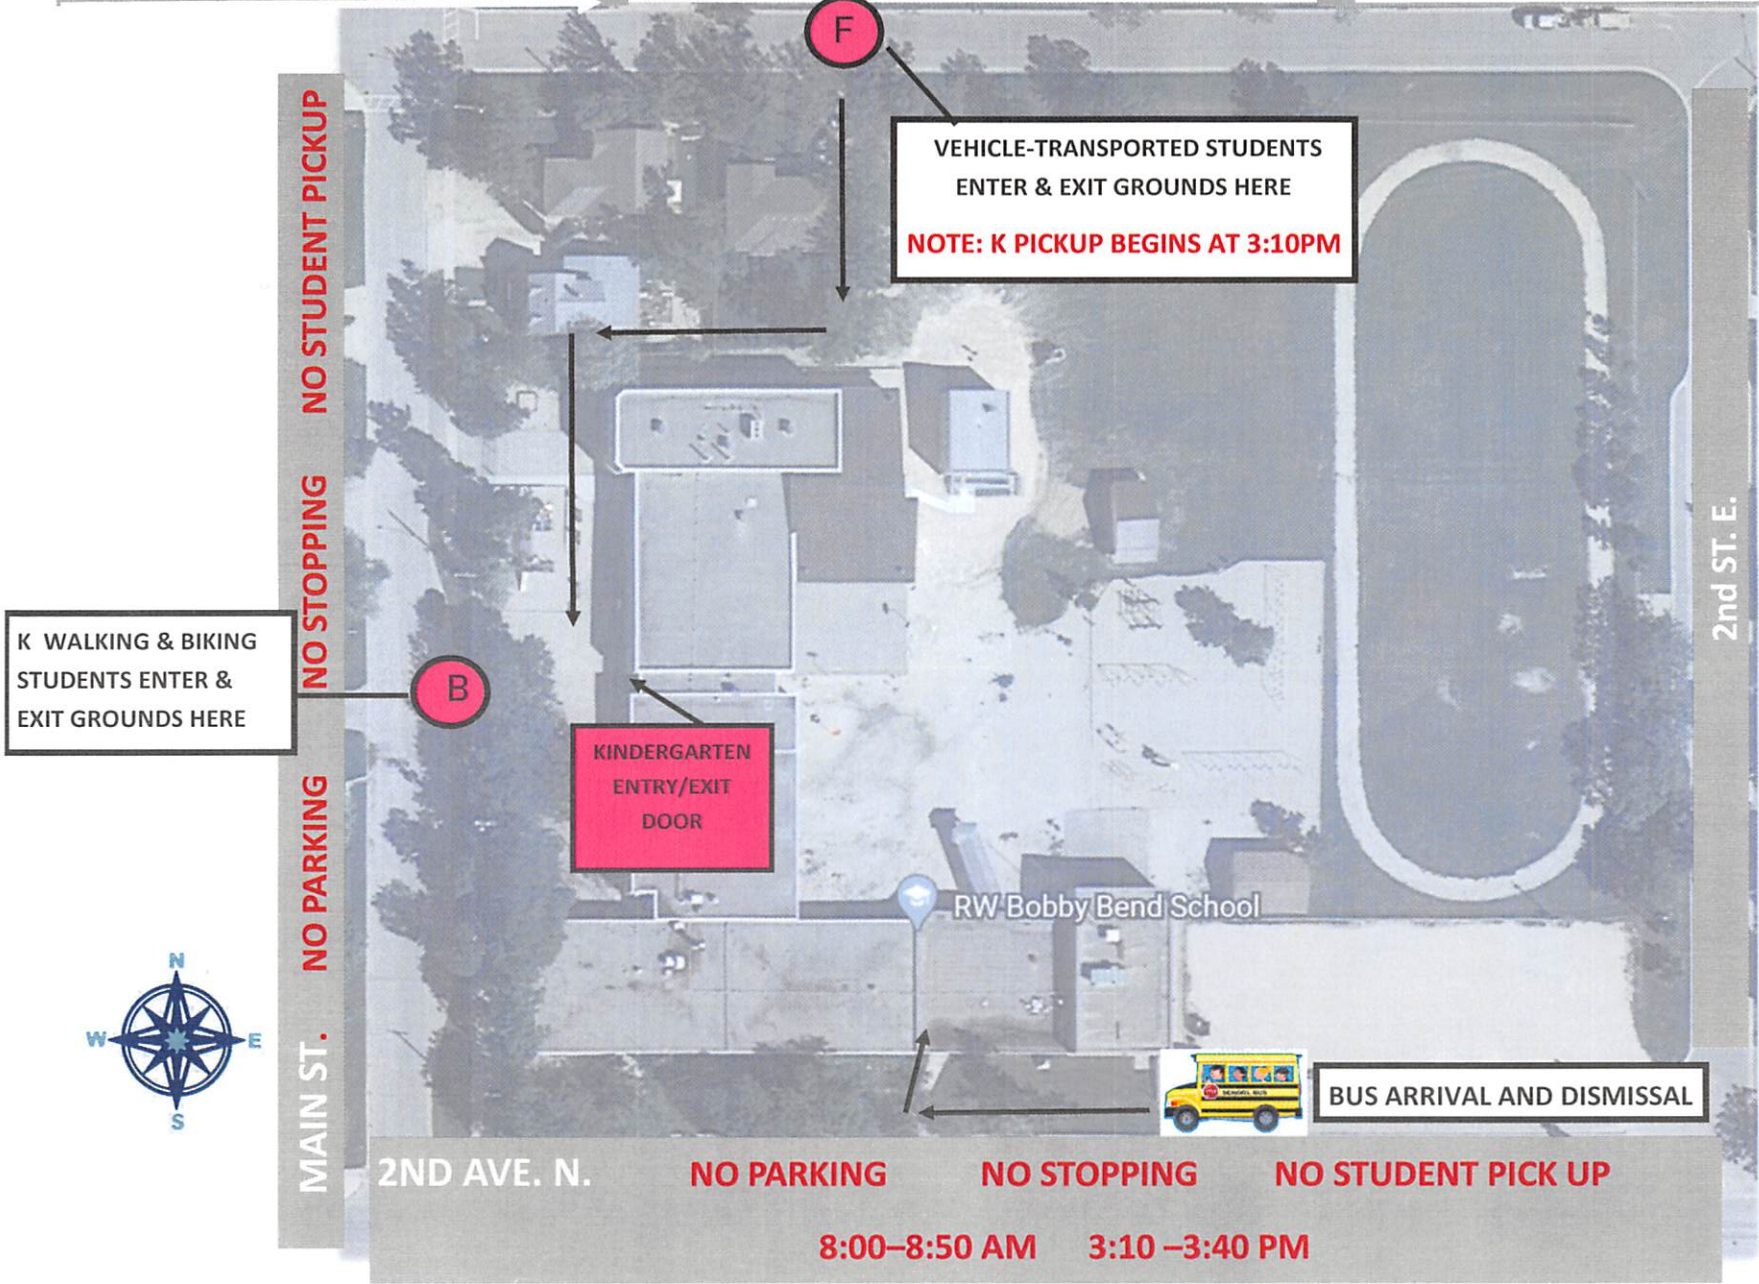 F
VEHICLE-TRANSPORTED STUDENTS
ENTER & EXIT GROUNDS HERE
NOTE: K PICKUP BEGINS AT 3:10PM
MAIN ST. NO PARKING NO STOPPING NO STUDENT PICKUP
2nd ST. E.
K WALKING & BIKING
STUDENTS ENTER &
EXIT GROUNDS HERE
B
KINDERGARTEN
ENTRY/EXIT
DOOR
RW Bobby Bend School
N
W
E
S
SCHOOL BUS
BUS ARRIVAL AND DISMISSAL
2ND AVE. N. NO PARKING NO STOPPING NO STUDENT PICK UP
8:00–8:50 AM 3:10 –3:40 PM